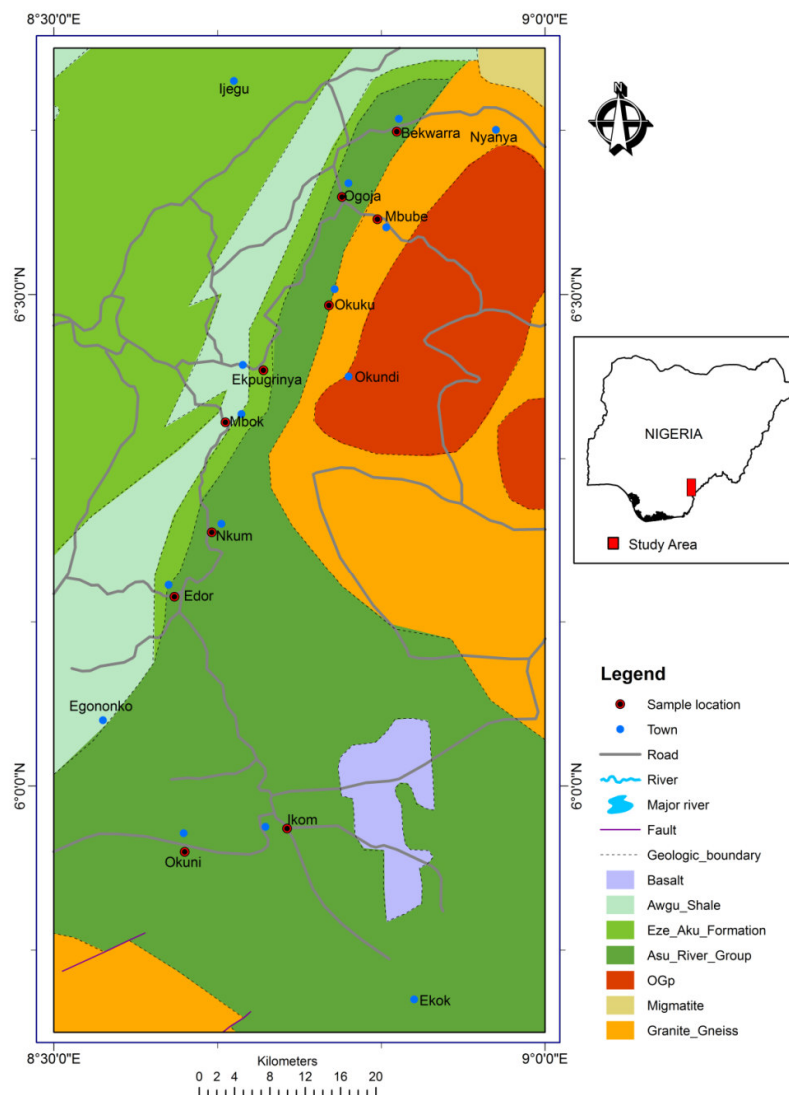 8°30'0"E
9°0'0"E
N
Ijegu
Bekwarra
Nyanya
Ogoja
Mbube
6°30'0"N
6°30'0"N
Okuku
Ekpugrinya
Okundi
Mbok
NIGERIA
Nkum
Study Area
Edor
Legend
Sample location
Egononko
Town
Road
River
6°0'0"N
6°0'0"N
Major river
Ikom
Fault
Okuni
Geologic_boundary
Basalt
Awgu_Shale
Eze_Aku_Formation
Asu_River_Group
OGp
Ekok
Migmatite
Granite_Gneiss
8°30'0"E
9°0'0"E
Kilometers
0 2 4 8 12 16 20